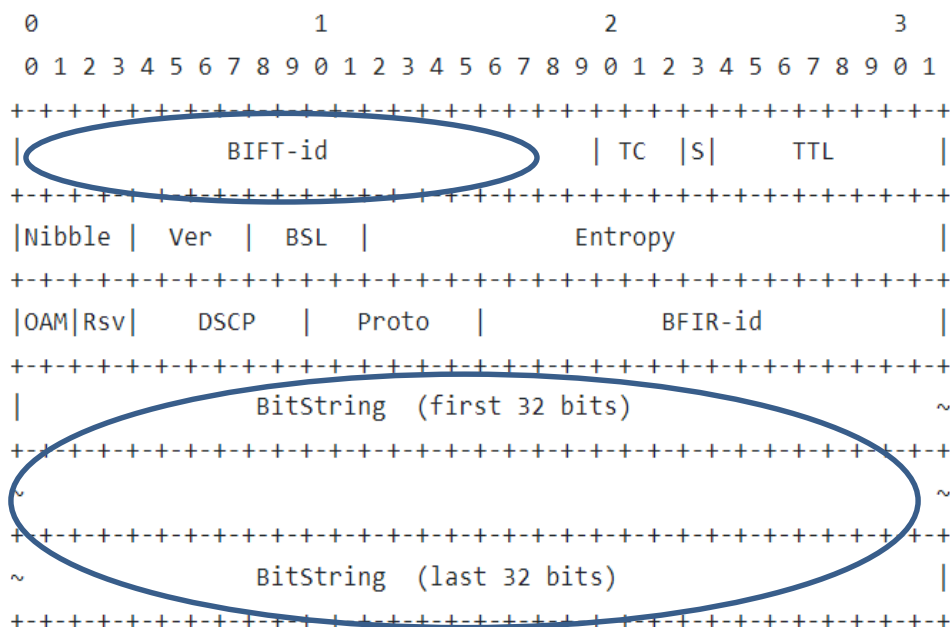 0                   1                   2                   3
0 1 2 3 4 5 6 7 8 9 0 1 2 3 4 5 6 7 8 9 0 1 2 3 4 5 6 7 8 9 0 1
+-+-+-+-+-+-+-+-+-+-+-+-+-+-+-+-+-+-+-+-+-+-+-+-+-+-+-+-+-+-+-+-+
|              BIFT-id                  | TC  |S|     TTL       |
+-+-+-+-+-+-+-+-+-+-+-+-+-+-+-+-+-+-+-+-+-+-+-+-+-+-+-+-+-+-+-+-+
|Nibble |  Ver  |  BSL  |              Entropy                  |
+-+-+-+-+-+-+-+-+-+-+-+-+-+-+-+-+-+-+-+-+-+-+-+-+-+-+-+-+-+-+-+-+
|OAM|Rsv|    DSCP   |   Proto   |            BFIR-id            |
+-+-+-+-+-+-+-+-+-+-+-+-+-+-+-+-+-+-+-+-+-+-+-+-+-+-+-+-+-+-+-+-+
|                BitString  (first 32 bits)                     ~
+-+-+-+-+-+-+-+-+-+-+-+-+-+-+-+-+-+-+-+-+-+-+-+-+-+-+-+-+-+-+-+-+
~                                                               ~
+-+-+-+-+-+-+-+-+-+-+-+-+-+-+-+-+-+-+-+-+-+-+-+-+-+-+-+-+-+-+-+-+
~                BitString  (last 32 bits)                      |
+-+-+-+-+-+-+-+-+-+-+-+-+-+-+-+-+-+-+-+-+-+-+-+-+-+-+-+-+-+-+-+-+